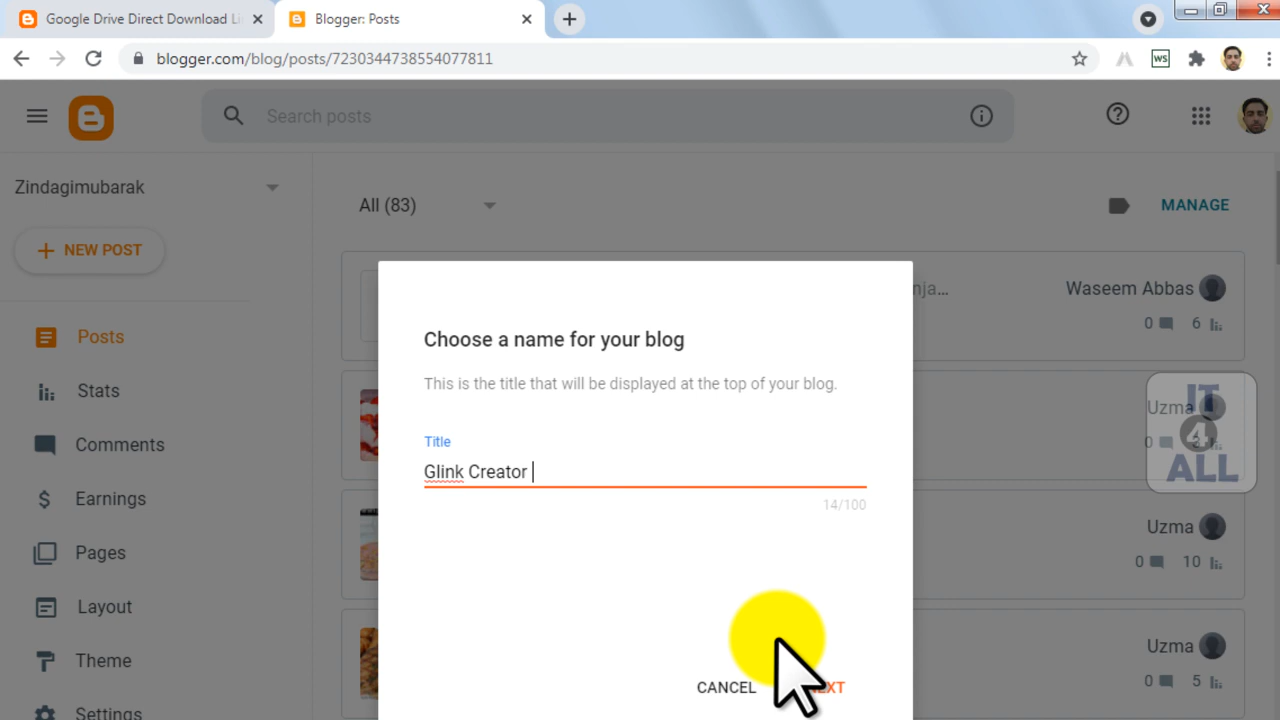 Google Drive Direct Download Li
Blogger: Posts
blogger.com/blog/posts/7230344738554077811
WS
Search posts
Zindagimubarak
All (83)
MANAGE
NEW POST
Waseem Abbas
0 6
Posts
Choose a name for your blog
This is the title that will be displayed at the top of your blog.
Stats
IT
4
ALL
Uzma
0
Comments
Title
Glink Creator
14/100
Earnings
Uzma
0 10
Pages
Layout
Uzma
0 5
Theme
CANCEL
Settings